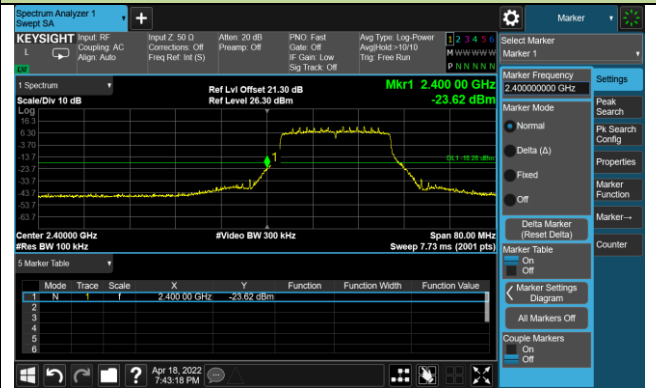 Spectrum Analyzer 1
Swept SA
+
Marker
KEYSIGHT
L
LXI
Input: RF
Coupling: AC
Align: Auto
Input Z: 50 Ω
Corrections: Off
Freq Ref: Int (S)
Atten: 20 dB
Preamp: Off
PNO: Fast
Gate: Off
IF Gain: Low
Sig Track: Off
Avg Type: Log-Power
Avg|Hold:>10/10
Trig: Free Run
1 2 3 4 5 6
M W W W W W
P N N N N N
1 Spectrum
Scale/Div 10 dB
Log
Ref Lvl Offset 21.30 dB
Ref Level 26.30 dBm
Mkr1 2.400 00 GHz
-23.62 dBm
16.3
6.30
-3.70
-13.7
-23.7
-33.7
-43.7
-53.7
-63.7
1
Center 2.40000 GHz
#Res BW 100 kHz
#Video BW 300 kHz
Span 80.00 MHz
Sweep 7.73 ms (2001 pts)
5 Marker Table
Mode Trace Scale X Y Function Function Width Function Value
1 N 1 f 2.400 00 GHz -23.62 dBm
2
3
4
5
6
Select Marker
Marker 1
Marker Frequency
2.400000000 GHz
Marker Mode
Normal
Delta (Δ)
Fixed
Off
Delta Marker
(Reset Delta)
Marker Table
On
Off
Marker Settings
Diagram
All Markers Off
Couple Markers
On
Off
Settings
Peak
Search
Pk Search
Config
Properties
Marker
Function
Marker→
Counter
?
Apr 18, 2022
7:43:18 PM